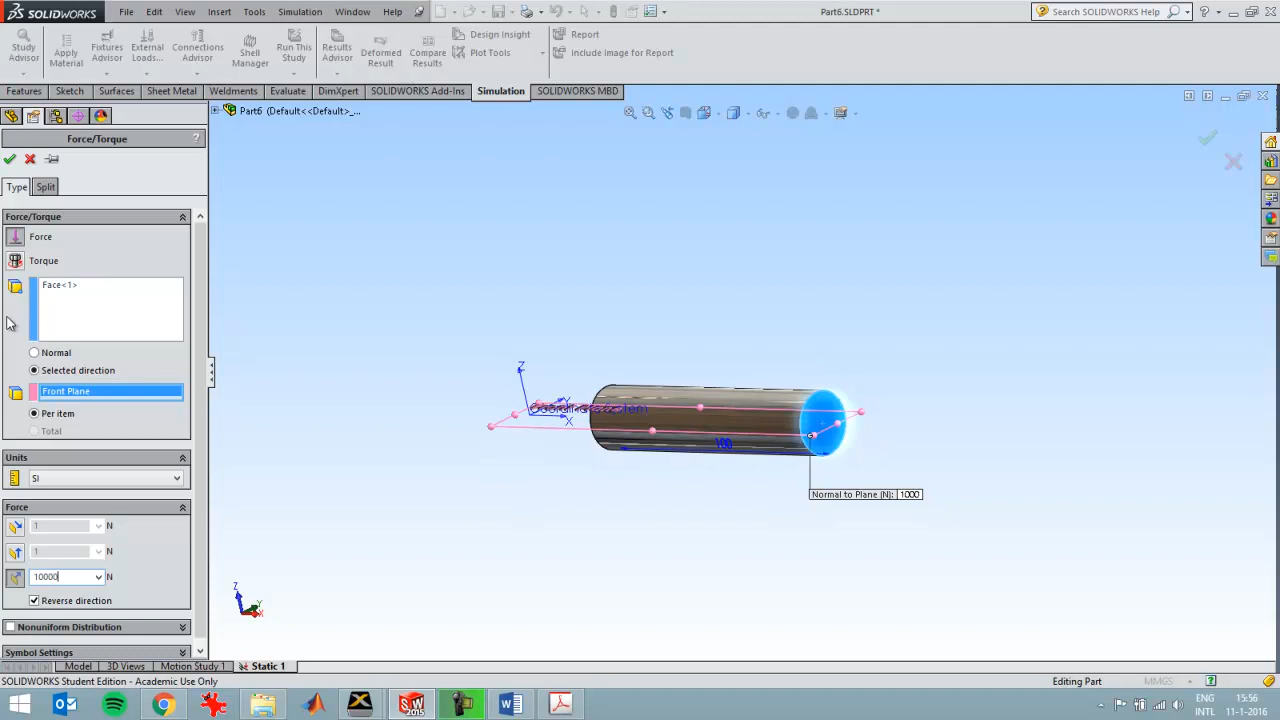 SOLIDWORKS
File
Edit
View
Insert
Tools
Simulation
Window
Help
Part6.SLDPRT *
Search SOLIDWORKS Help
Study Advisor
Apply Material
Fixtures Advisor
External Loads...
Connections Advisor
Shell Manager
Run This Study
Results Advisor
Deformed Result
Compare Results
Design Insight
Plot Tools
Report
Include Image for Report
Features
Sketch
Surfaces
Sheet Metal
Weldments
Evaluate
DimXpert
SOLIDWORKS Add-Ins
Simulation
SOLIDWORKS MBD
Part6 (Default<<Default>_...
Force/Torque
?
Type
Split
Force/Torque
Force
Torque
Face<1>
Normal
Selected direction
Front Plane
Per item
Total
Units
SI
Force
1 N
1 N
10000 N
Reverse direction
Nonuniform Distribution
Symbol Settings
Z
Y
X
Coordinate system
100
Normal to Plane (N): 1000
Z
Y
X
Model
3D Views
Motion Study 1
Static 1
SOLIDWORKS Student Edition - Academic Use Only
Editing Part
MMGS
ENG
INTL
15:56
11-1-2016